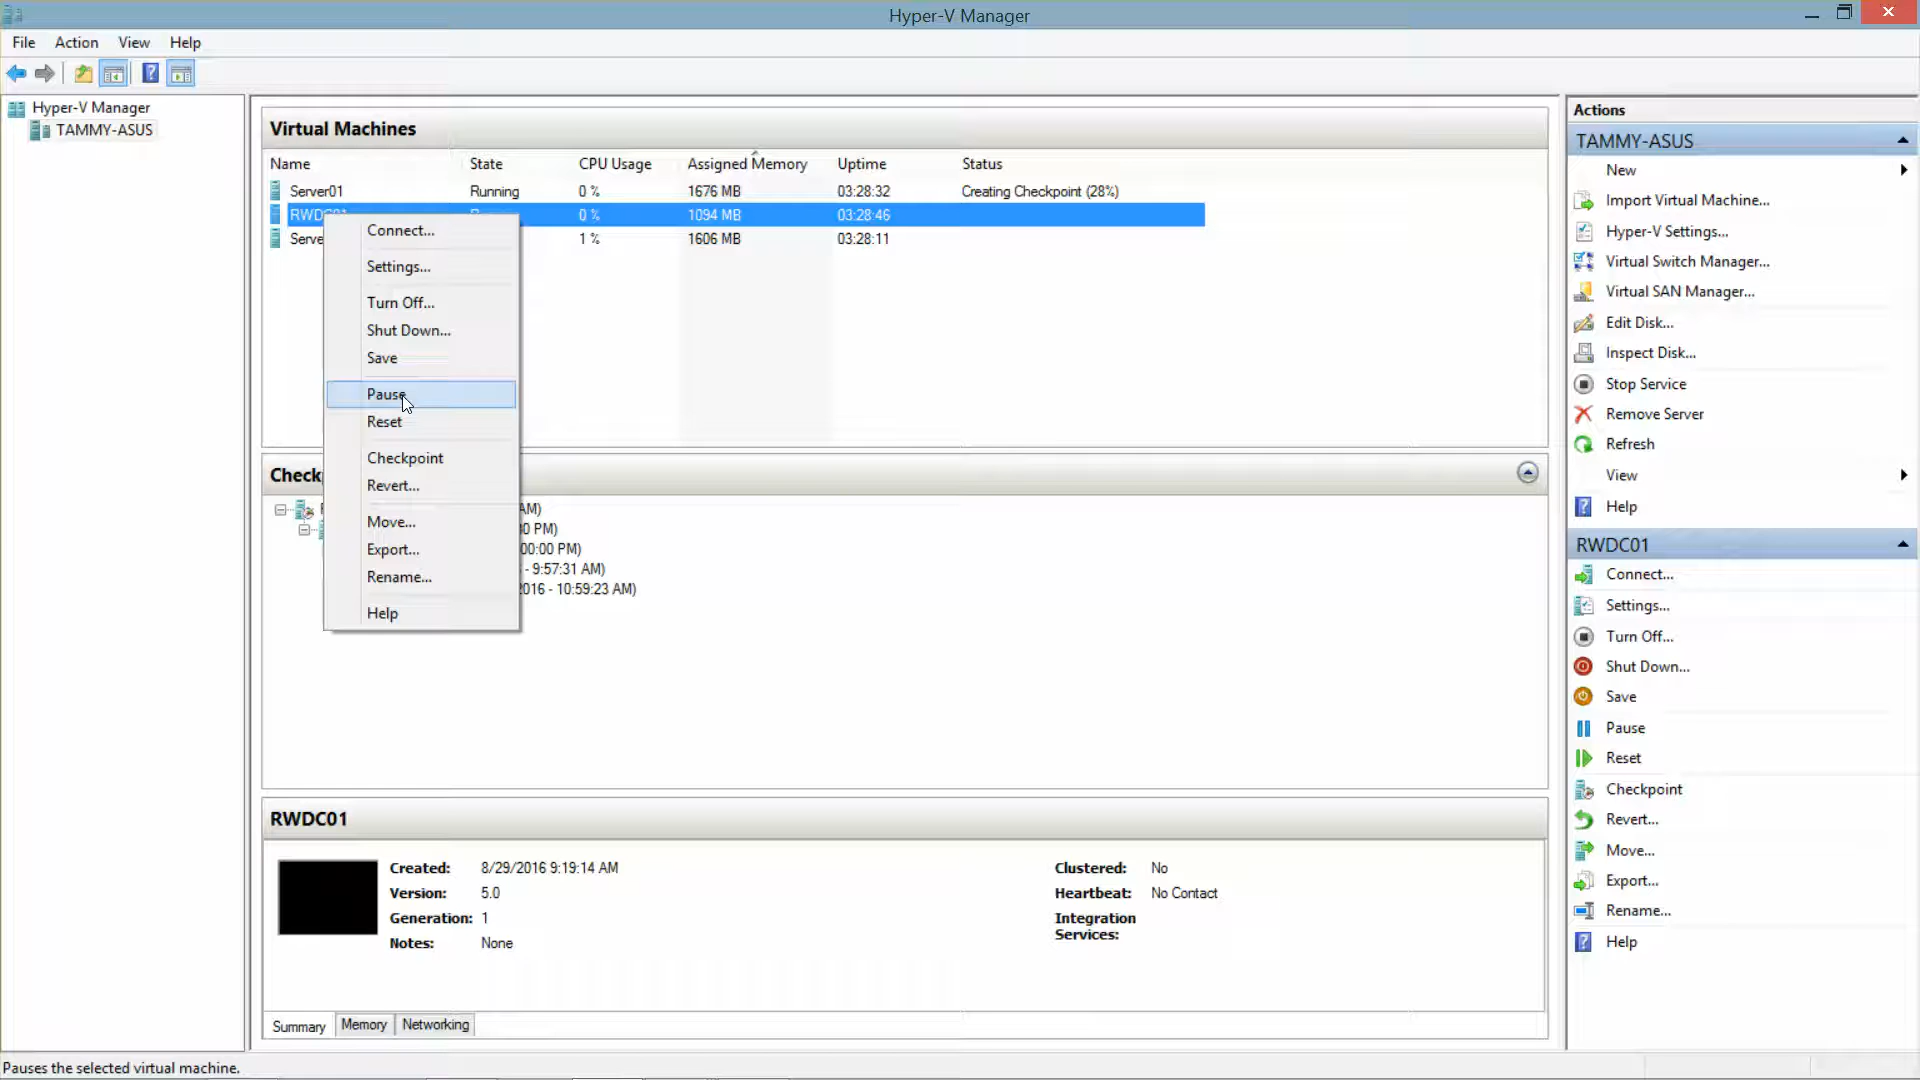 Hyper-V Manager
File Action View Help
Hyper-V Manager
TAMMY-ASUS
Virtual Machines
Name State CPU Usage Assigned Memory Uptime Status
Server01 Running 0 % 1676 MB 03:28:32 Creating Checkpoint (28%)
0 % 1094 MB 03:28:46
1 % 1606 MB 03:28:11
Connect...
Settings...
Turn Off...
Shut Down...
Save
Pause
Reset
Checkpoint
Revert...
Move...
Export...
Rename...
Help
AM)
PM)
00:00 PM)
- 9:57:31 AM)
2016 - 10:59:23 AM)
RWDC01
Created: 8/29/2016 9:19:14 AM
Version: 5.0
Generation: 1
Notes: None
Clustered: No
Heartbeat: No Contact
Integration
Services:
Summary Memory Networking
Actions
TAMMY-ASUS
New
Import Virtual Machine...
Hyper-V Settings...
Virtual Switch Manager...
Virtual SAN Manager...
Edit Disk...
Inspect Disk...
Stop Service
Remove Server
Refresh
View
Help
RWDC01
Connect...
Settings...
Turn Off...
Shut Down...
Save
Pause
Reset
Checkpoint
Revert...
Move...
Export...
Rename...
Help
Pauses the selected virtual machine.